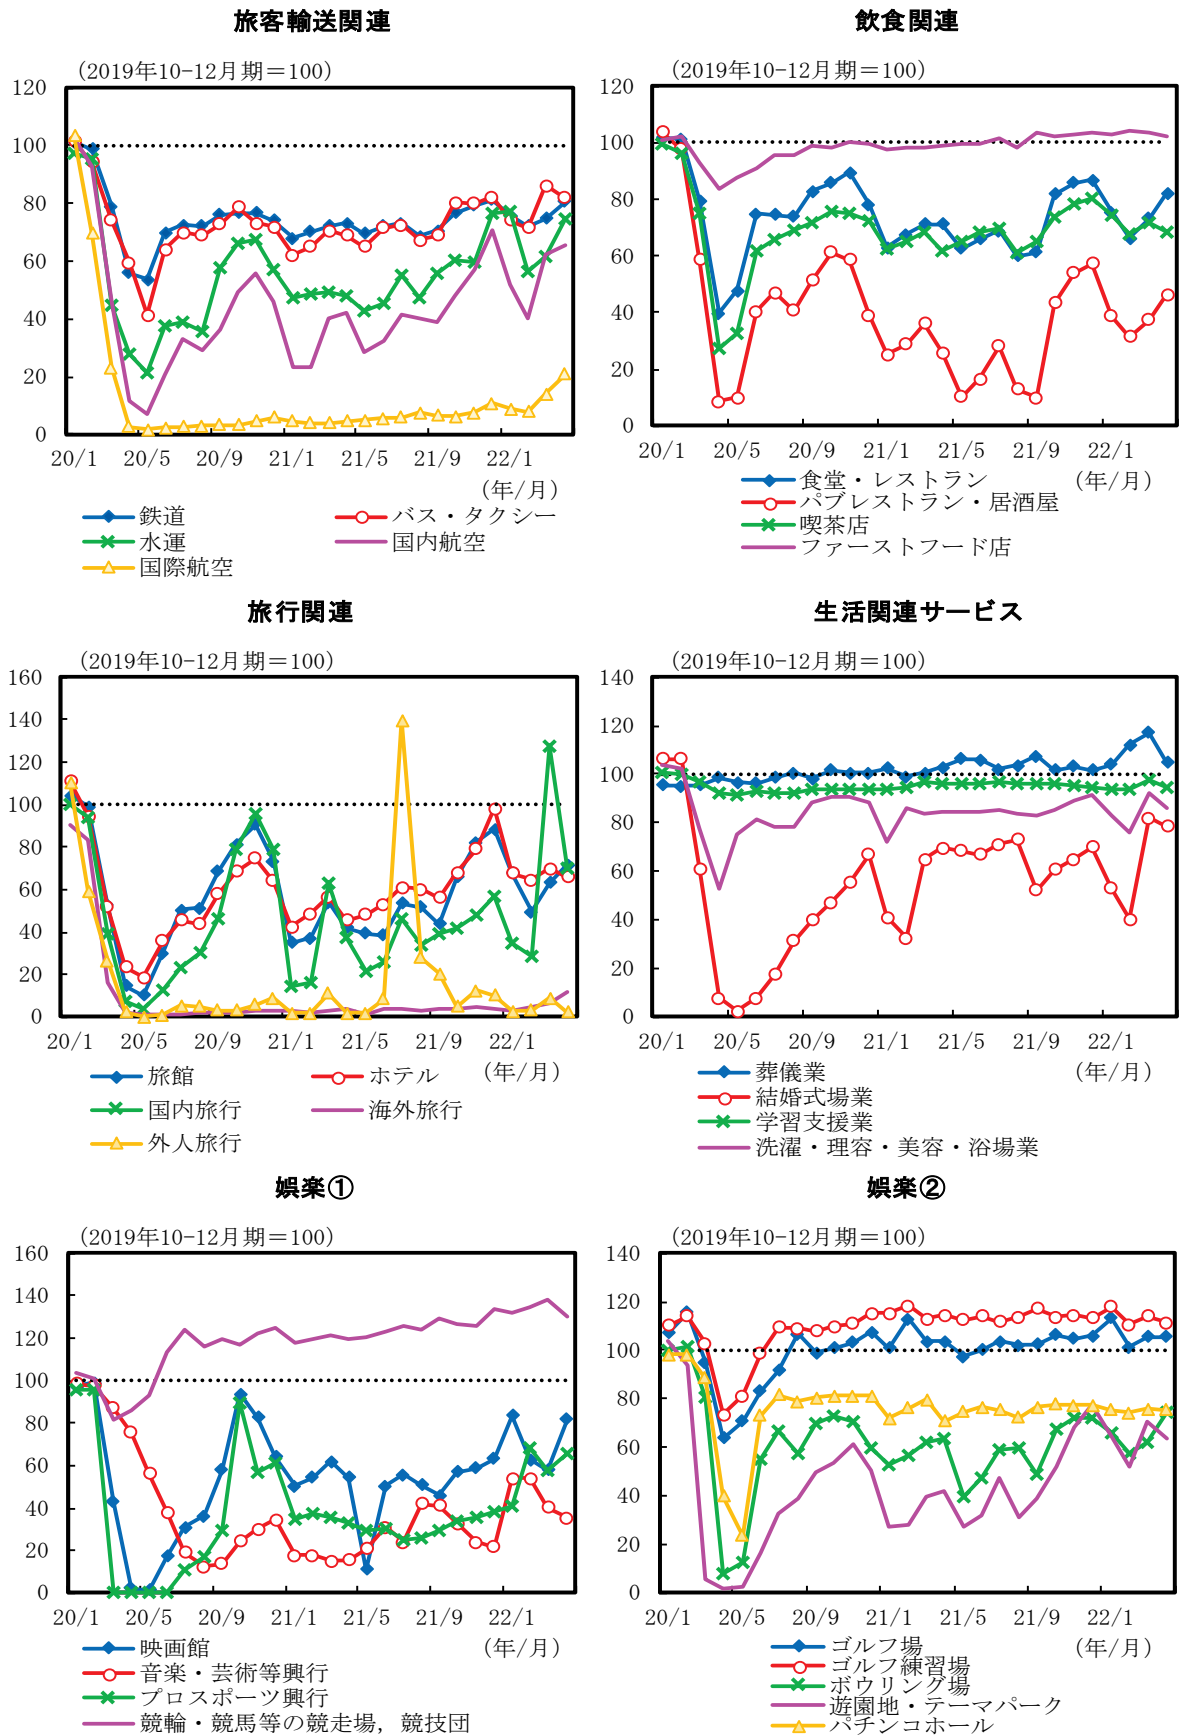 旅客輸送関連
(2019年10-12月期＝100)
120
100
80
60
40
20
0
20/1 20/5 20/9 21/1 21/5 21/9 22/1
(年/月)
鉄道 バス・タクシー
水運 国内航空
国際航空
飲食関連
(2019年10-12月期＝100)
120
100
80
60
40
20
0
20/1 20/5 20/9 21/1 21/5 21/9 22/1
(年/月)
食堂・レストラン
パブレストラン・居酒屋
喫茶店
ファーストフード店
旅行関連
(2019年10-12月期＝100)
160
140
120
100
80
60
40
20
0
20/1 20/5 20/9 21/1 21/5 21/9 22/1
(年/月)
旅館 ホテル
国内旅行 海外旅行
外人旅行
生活関連サービス
(2019年10-12月期＝100)
140
120
100
80
60
40
20
0
20/1 20/5 20/9 21/1 21/5 21/9 22/1
(年/月)
葬儀業
結婚式場業
学習支援業
洗濯・理容・美容・浴場業
娯楽①
(2019年10-12月期＝100)
160
140
120
100
80
60
40
20
0
20/1 20/5 20/9 21/1 21/5 21/9 22/1
(年/月)
映画館
音楽・芸術等興行
プロスポーツ興行
競輪・競馬等の競走場，競技団
娯楽②
(2019年10-12月期＝100)
140
120
100
80
60
40
20
0
20/1 20/5 20/9 21/1 21/5 21/9 22/1
(年/月)
ゴルフ場
ゴルフ練習場
ボウリング場
遊園地・テーマパーク
パチンコホール